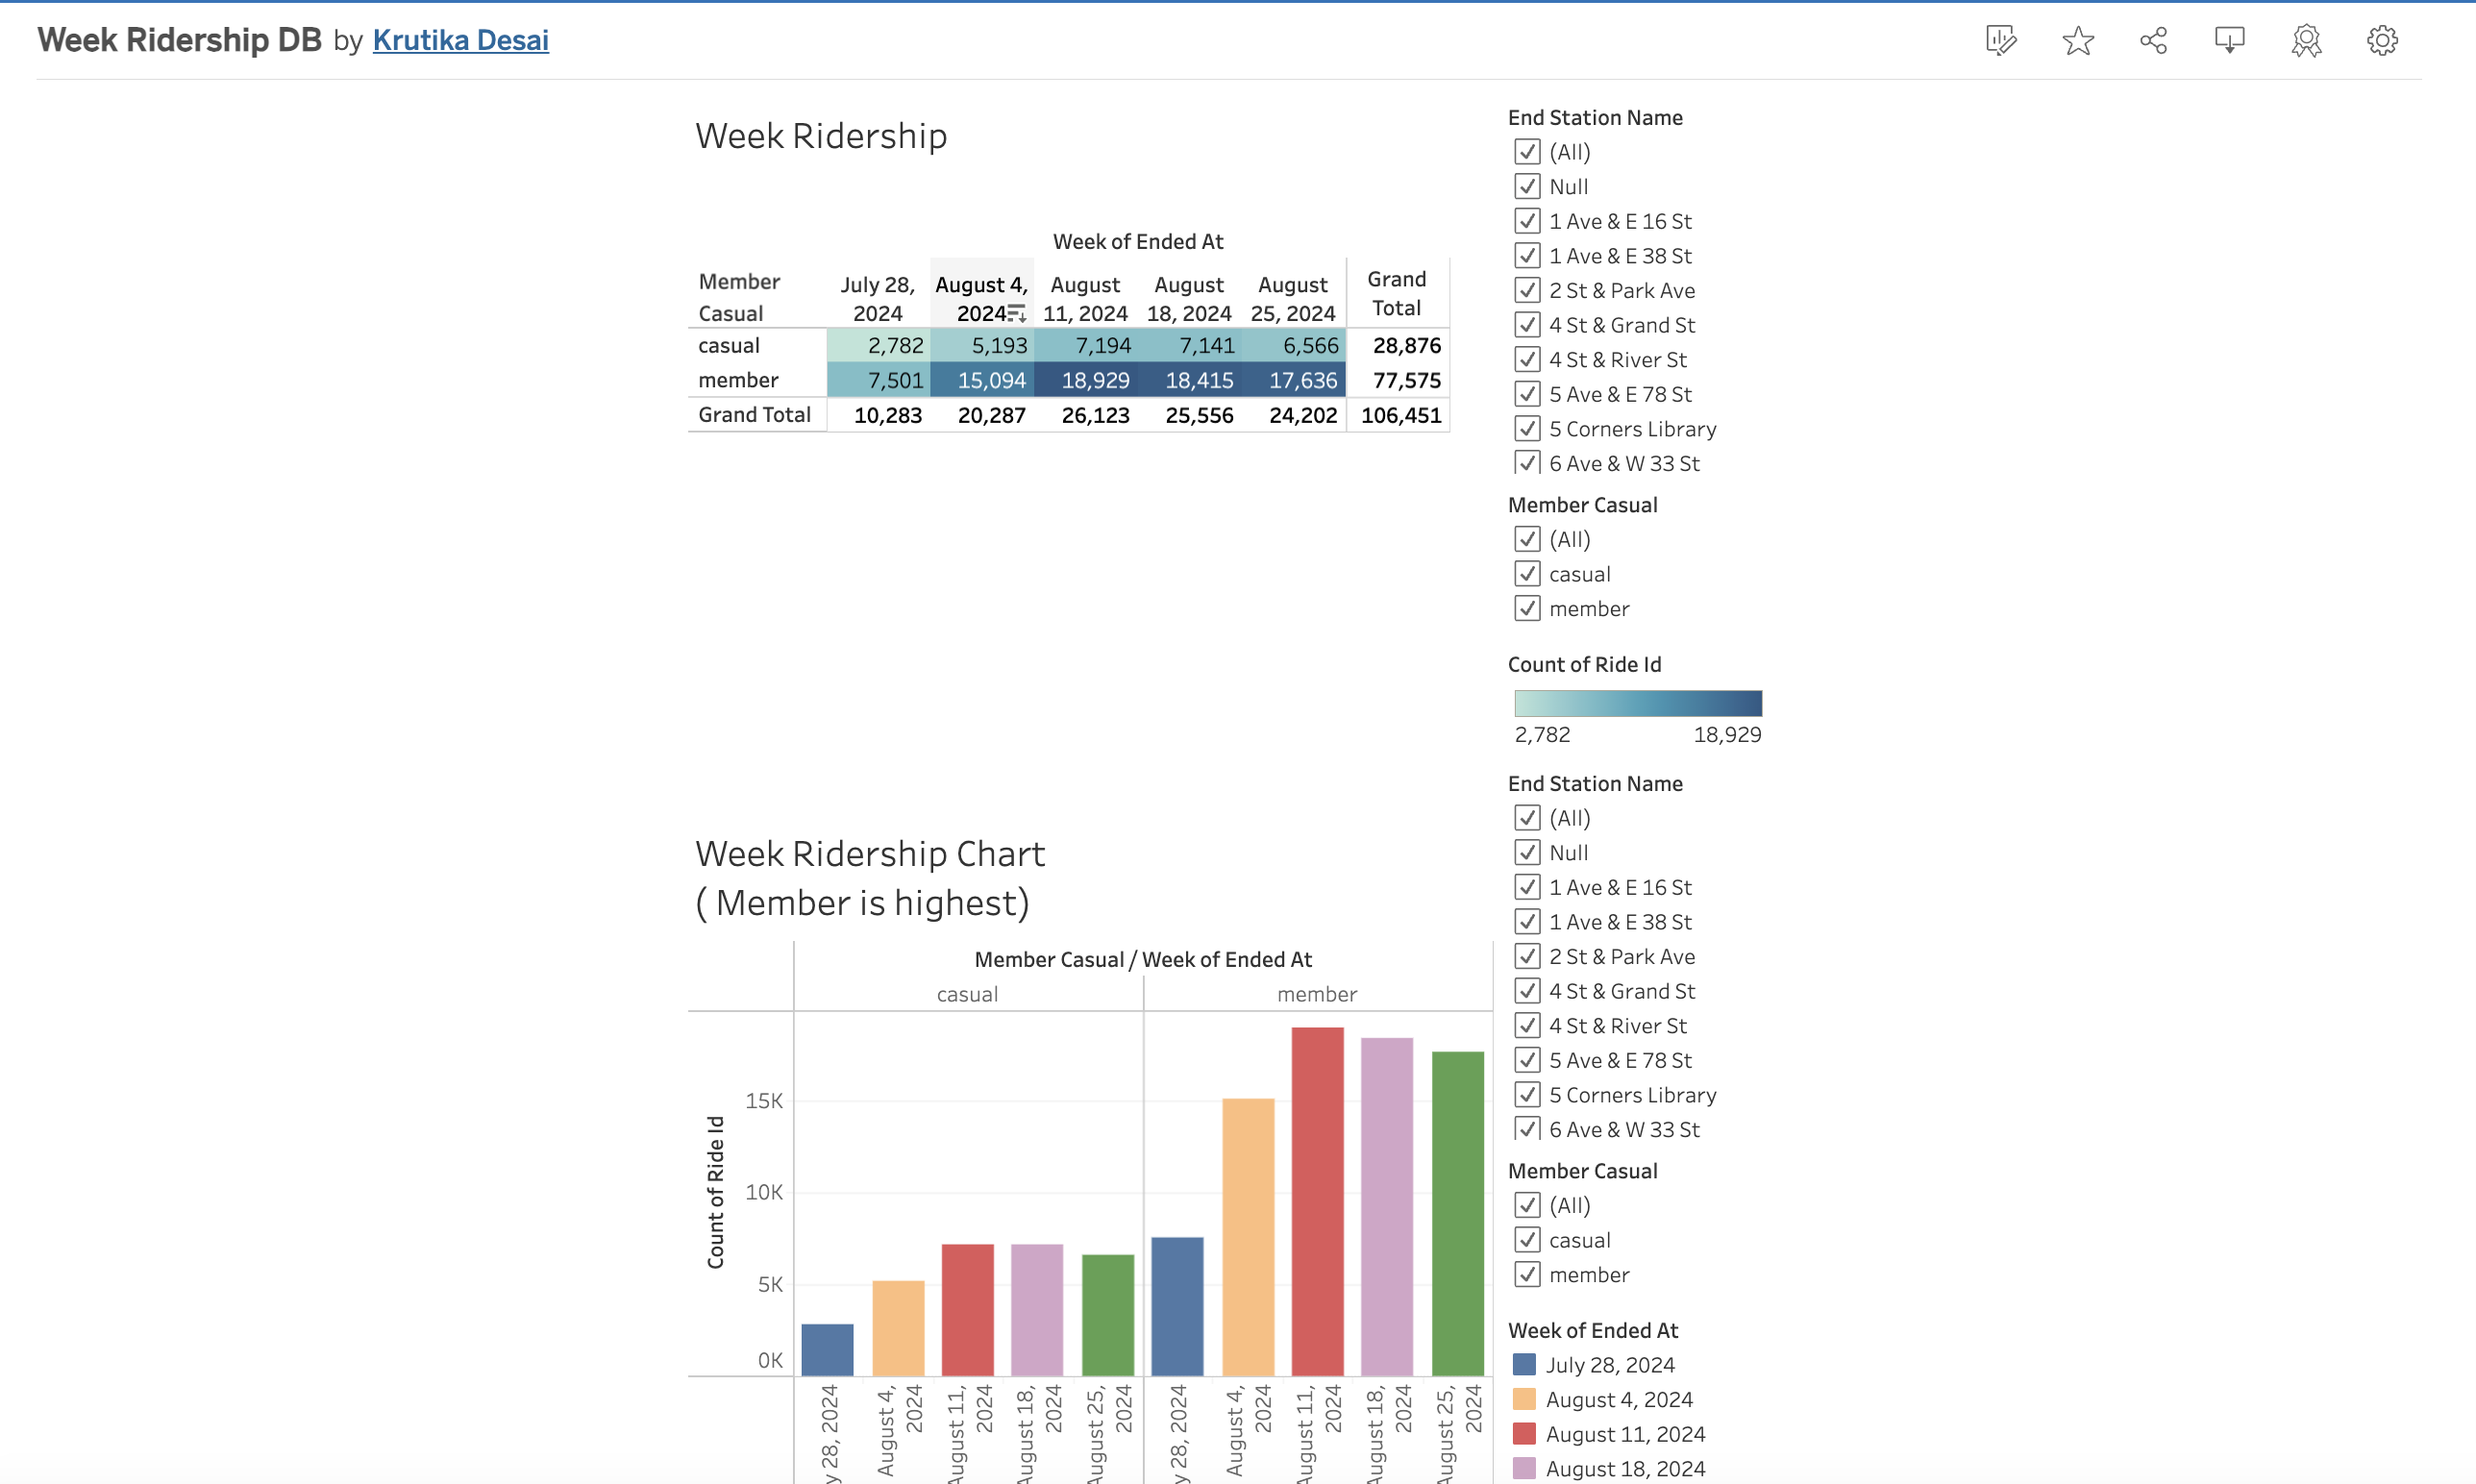 Week Ridership DB by Krutika Desai
Week Ridership
Week of Ended At
Member Casual
July 28, 2024
August 4, 2024
August 11, 2024
August 18, 2024
August 25, 2024
Grand Total
casual 2,782 5,193 7,194 7,141 6,566 28,876
member 7,501 15,094 18,929 18,415 17,636 77,575
Grand Total 10,283 20,287 26,123 25,556 24,202 106,451
End Station Name
(All)
Null
1 Ave & E 16 St
1 Ave & E 38 St
2 St & Park Ave
4 St & Grand St
4 St & River St
5 Ave & E 78 St
5 Corners Library
6 Ave & W 33 St
Member Casual
(All)
casual
member
Count of Ride Id
2,782 18,929
Week Ridership Chart
( Member is highest)
Member Casual / Week of Ended At
casual member
Count of Ride Id
15K
10K
5K
0K
y 28, 2024
August 4, 2024
August 11, 2024
August 18, 2024
August 25, 2024
y 28, 2024
August 4, 2024
August 11, 2024
August 18, 2024
August 25, 2024
End Station Name
(All)
Null
1 Ave & E 16 St
1 Ave & E 38 St
2 St & Park Ave
4 St & Grand St
4 St & River St
5 Ave & E 78 St
5 Corners Library
6 Ave & W 33 St
Member Casual
(All)
casual
member
Week of Ended At
July 28, 2024
August 4, 2024
August 11, 2024
August 18, 2024